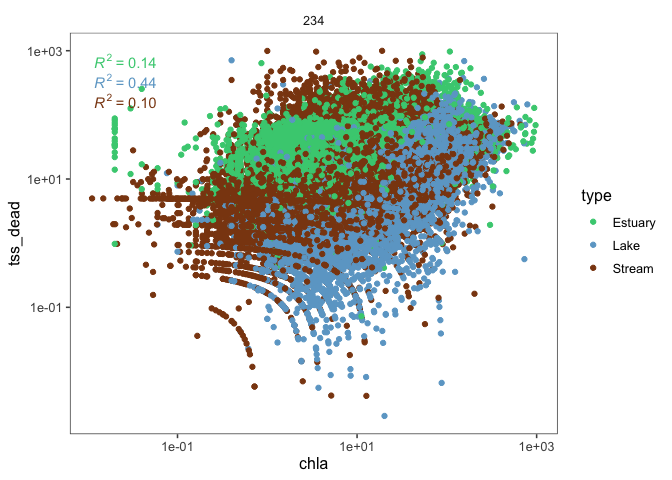 234
1e+03
1e+01
1e-01
tss_dead
R² = 0.14
R² = 0.44
R² = 0.10
1e-01
1e+01
1e+03
chla
type
Estuary
Lake
Stream